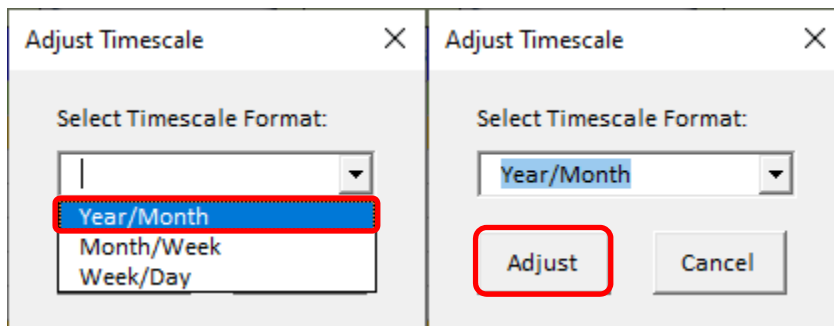 Adjust Timescale
Select Timescale Format:
Year/Month
Month/Week
Week/Day
Adjust Timescale
Select Timescale Format:
Year/Month
Adjust
Cancel